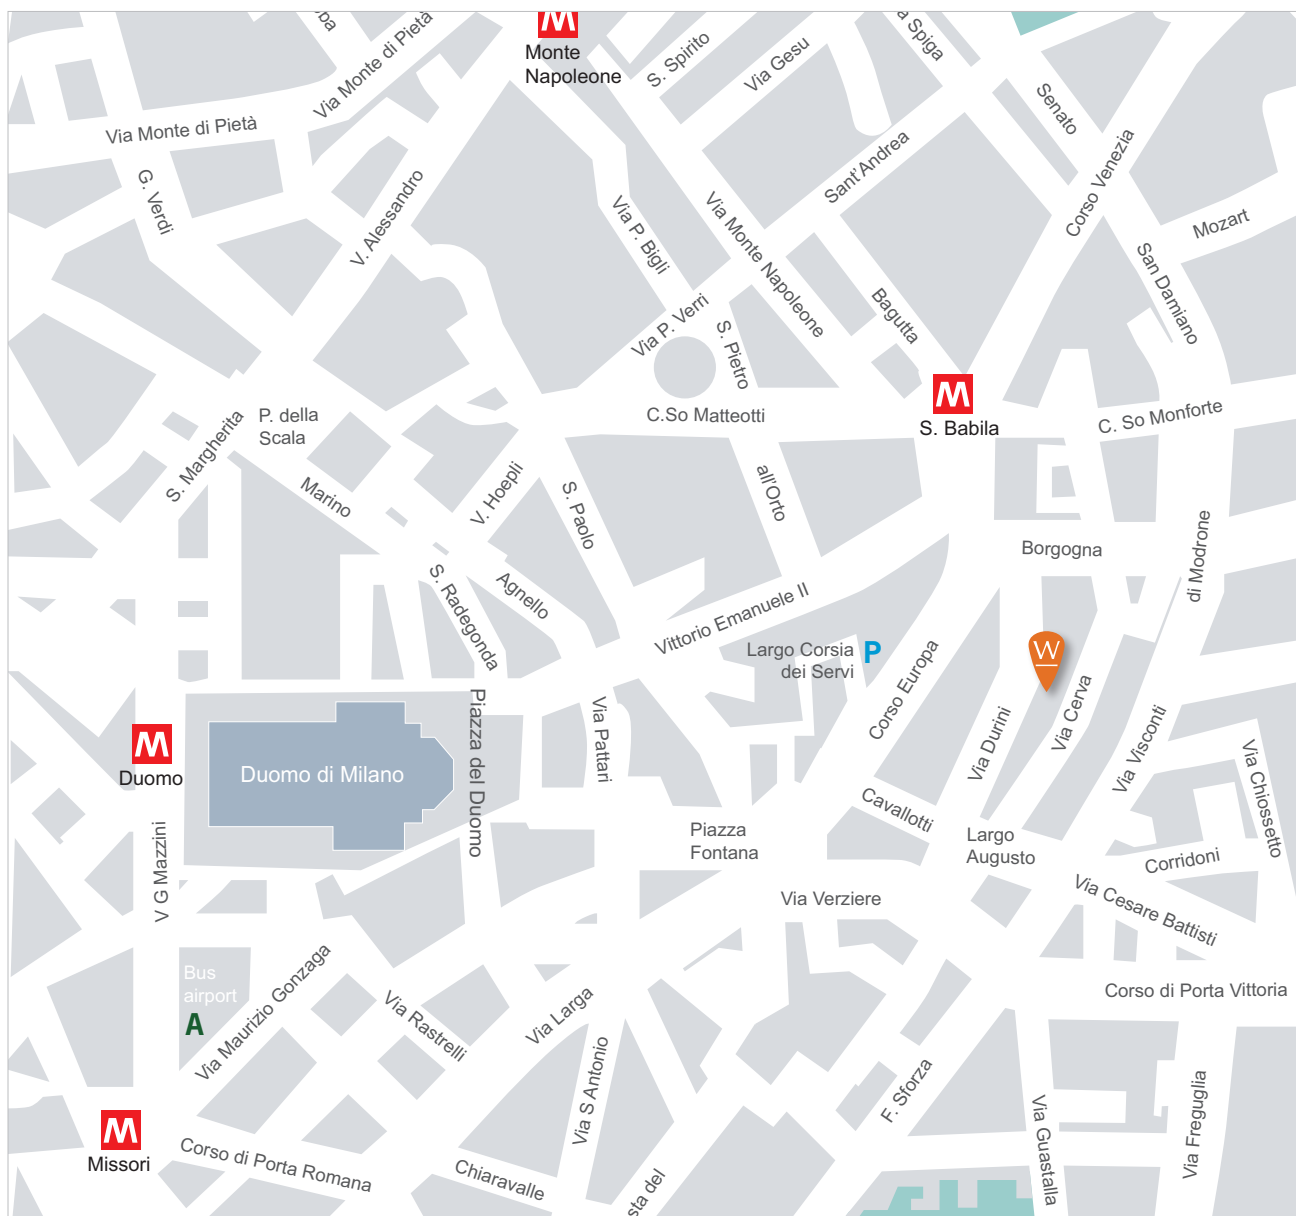 M
Monte
Napoleone
Via Monte di Pietà
S. Spirito
Via Gesu
Spiga
Senato
Via Monte di Pietà
G. Verdi
V. Alessandro
Via P. Bigli
Via Monte Napoleone
Sant'Andrea
Corso Venezia
Mozart
San Damiano
Bagutta
Via P. Verri
S. Pietro
M
S. Babila
C.So Matteotti
C. So Monforte
P. della
Scala
S. Margherita
Marino
V. Hoepli
S. Paolo
all'Orto
Borgogna
di Modrone
S. Radegonda
Agnello
Vittorio Emanuele II
Largo Corsia
dei Servi
P
Corso Europa
W
Via Durini
Via Cerva
Via Visconti
Via Chiossetto
M
Duomo
Duomo di Milano
Piazza del Duomo
Via Pattari
Piazza
Fontana
Cavallotti
Largo
Augusto
Corridoni
Via Cesare Battisti
V G Mazzini
Via Verziere
Bus
airport
A
Via Maurizio Gonzaga
Via Rastrelli
Via Larga
Corso di Porta Vittoria
Via S Antonio
F. Sforza
Via Guastalla
Via Freguglia
M
Missori
Corso di Porta Romana
Chiaravalle
sta del